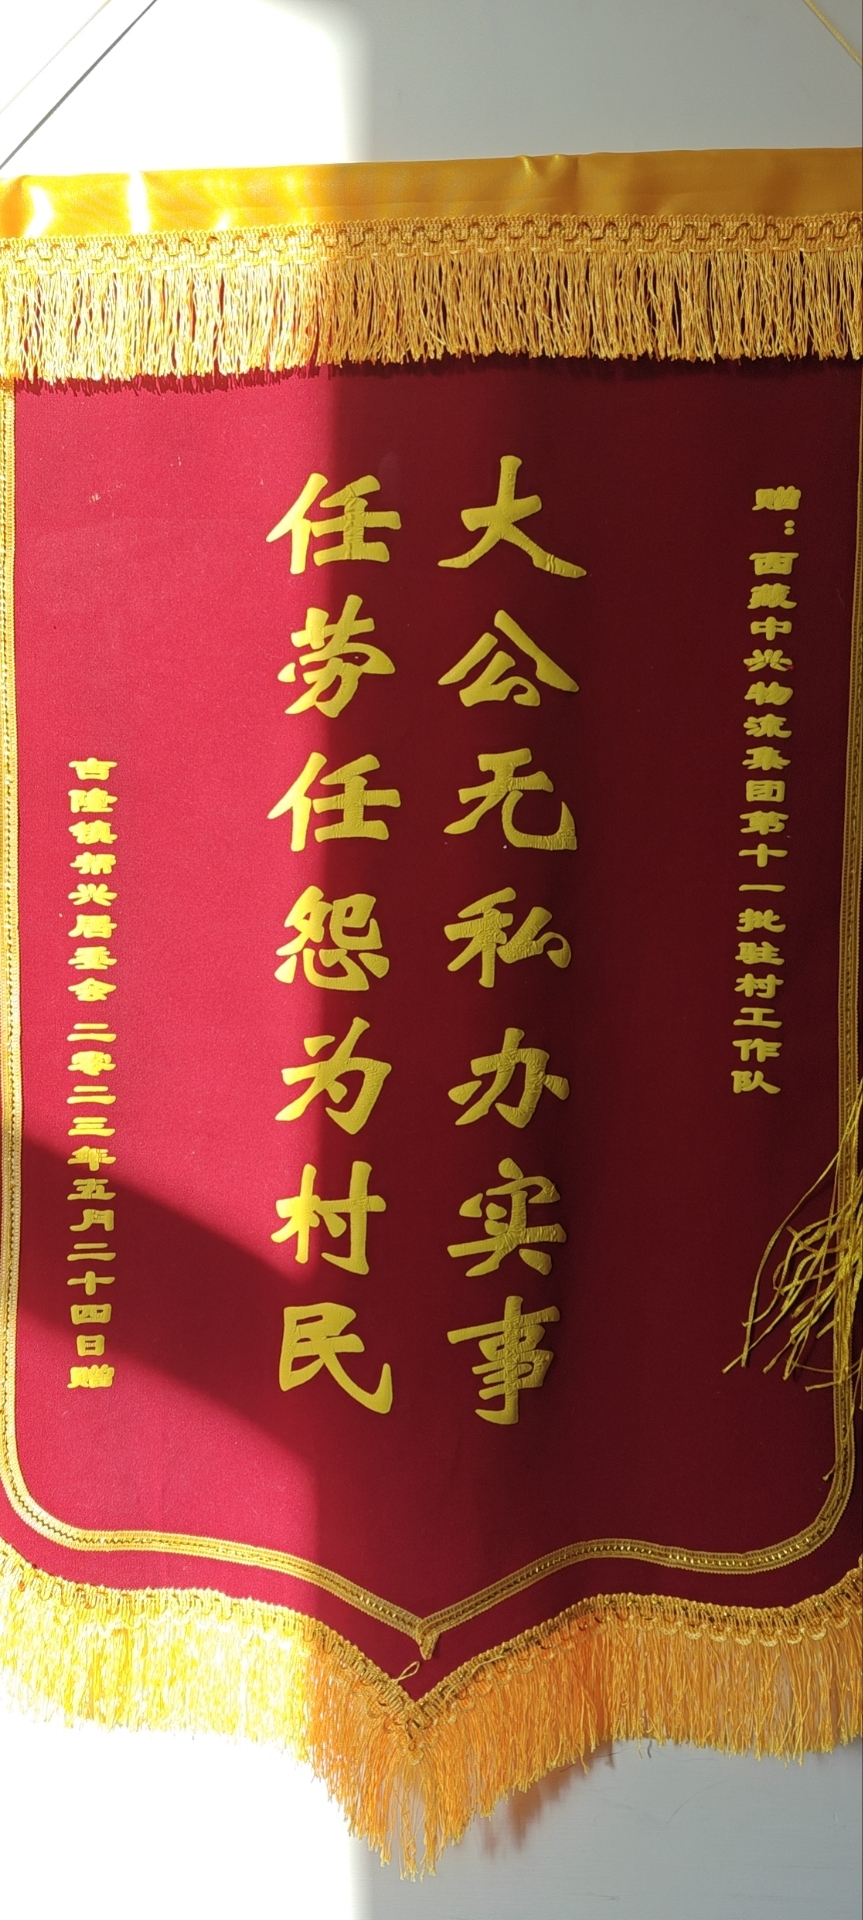 赠：西藏中兴物流集团第十一批驻村工作队
大公无私办实事
任劳任怨为村民
吉隆镇新兴居委会 二零二三年五月二十四日赠